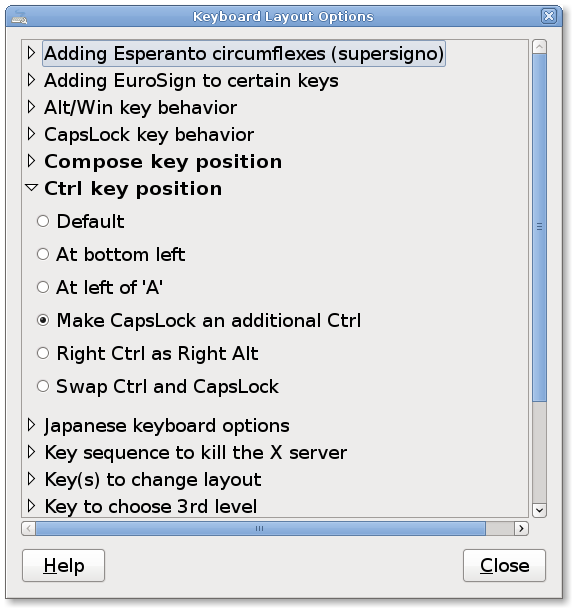 Keyboard Layout Options
Adding Esperanto circumflexes (supersigno)
Adding EuroSign to certain keys
Alt/Win key behavior
CapsLock key behavior
Compose key position
Ctrl key position
Default
At bottom left
At left of 'A'
Make CapsLock an additional Ctrl
Right Ctrl as Right Alt
Swap Ctrl and CapsLock
Japanese keyboard options
Key sequence to kill the X server
Key(s) to change layout
Key to choose 3rd level
Help
Close